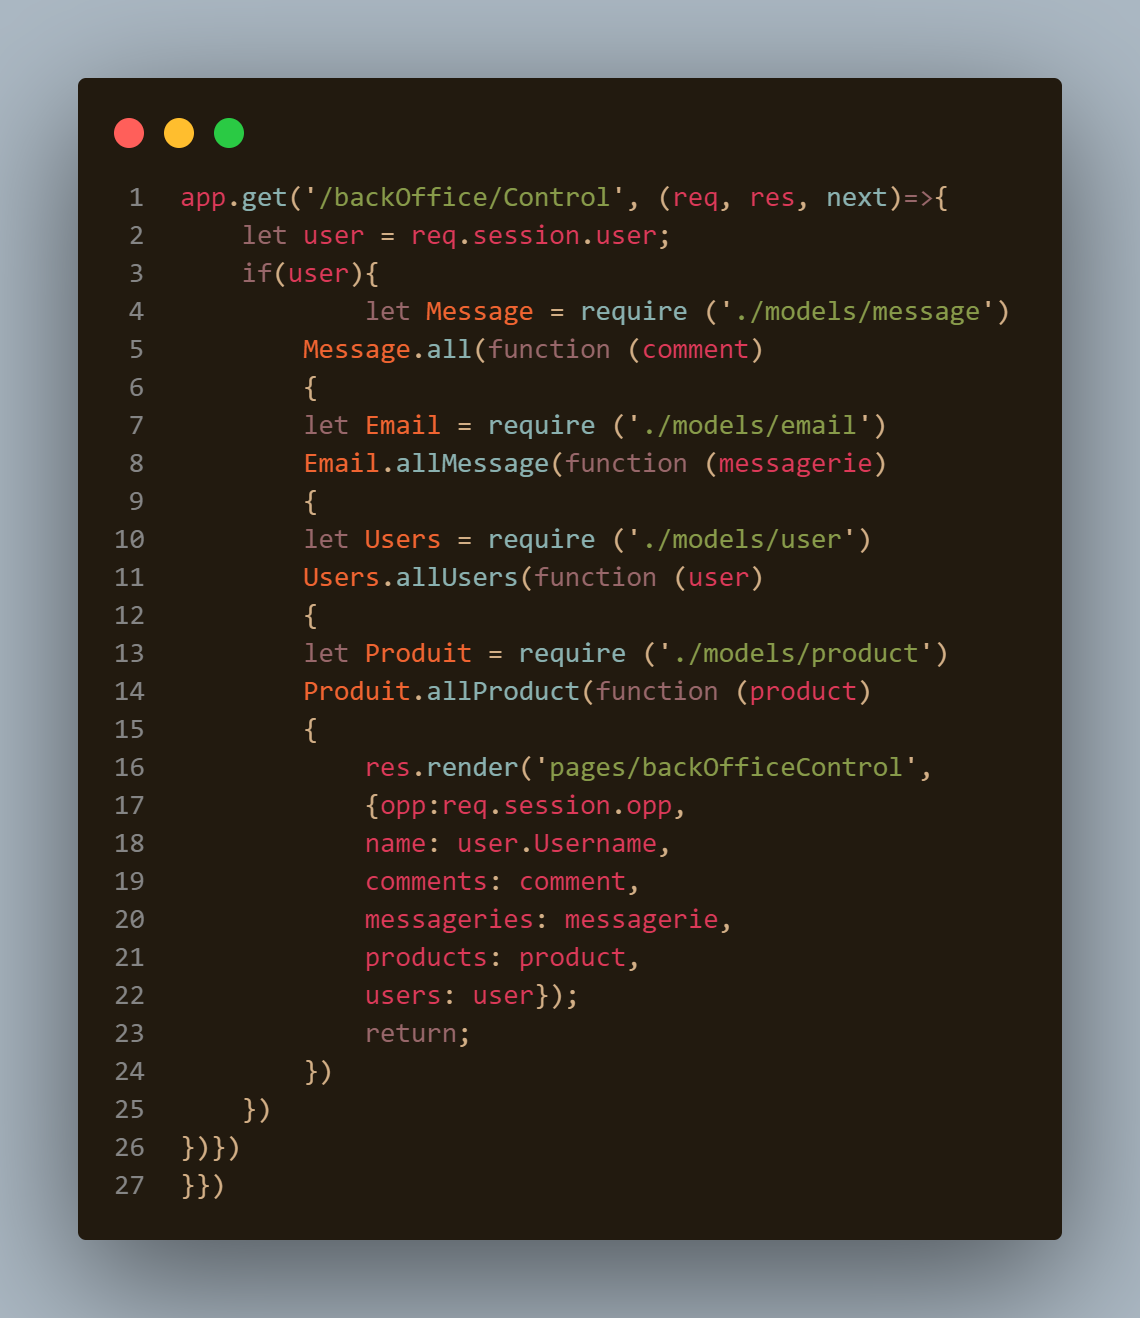 1 app.get('/backOffice/Control', (req, res, next)=>{
2     let user = req.session.user;
3     if(user){
4             let Message = require ('./models/message')
5         Message.all(function (comment)
6         {
7         let Email = require ('./models/email')
8         Email.allMessage(function (messagerie)
9         {
10         let Users = require ('./models/user')
11         Users.allUsers(function (user)
12         {
13         let Produit = require ('./models/product')
14         Produit.allProduct(function (product)
15         {
16             res.render('pages/backOfficeControl',
17             {opp:req.session.opp,
18             name: user.Username,
19             comments: comment,
20             messageries: messagerie,
21             products: product,
22             users: user});
23             return;
24         })
25     })
26 })})
27 }})